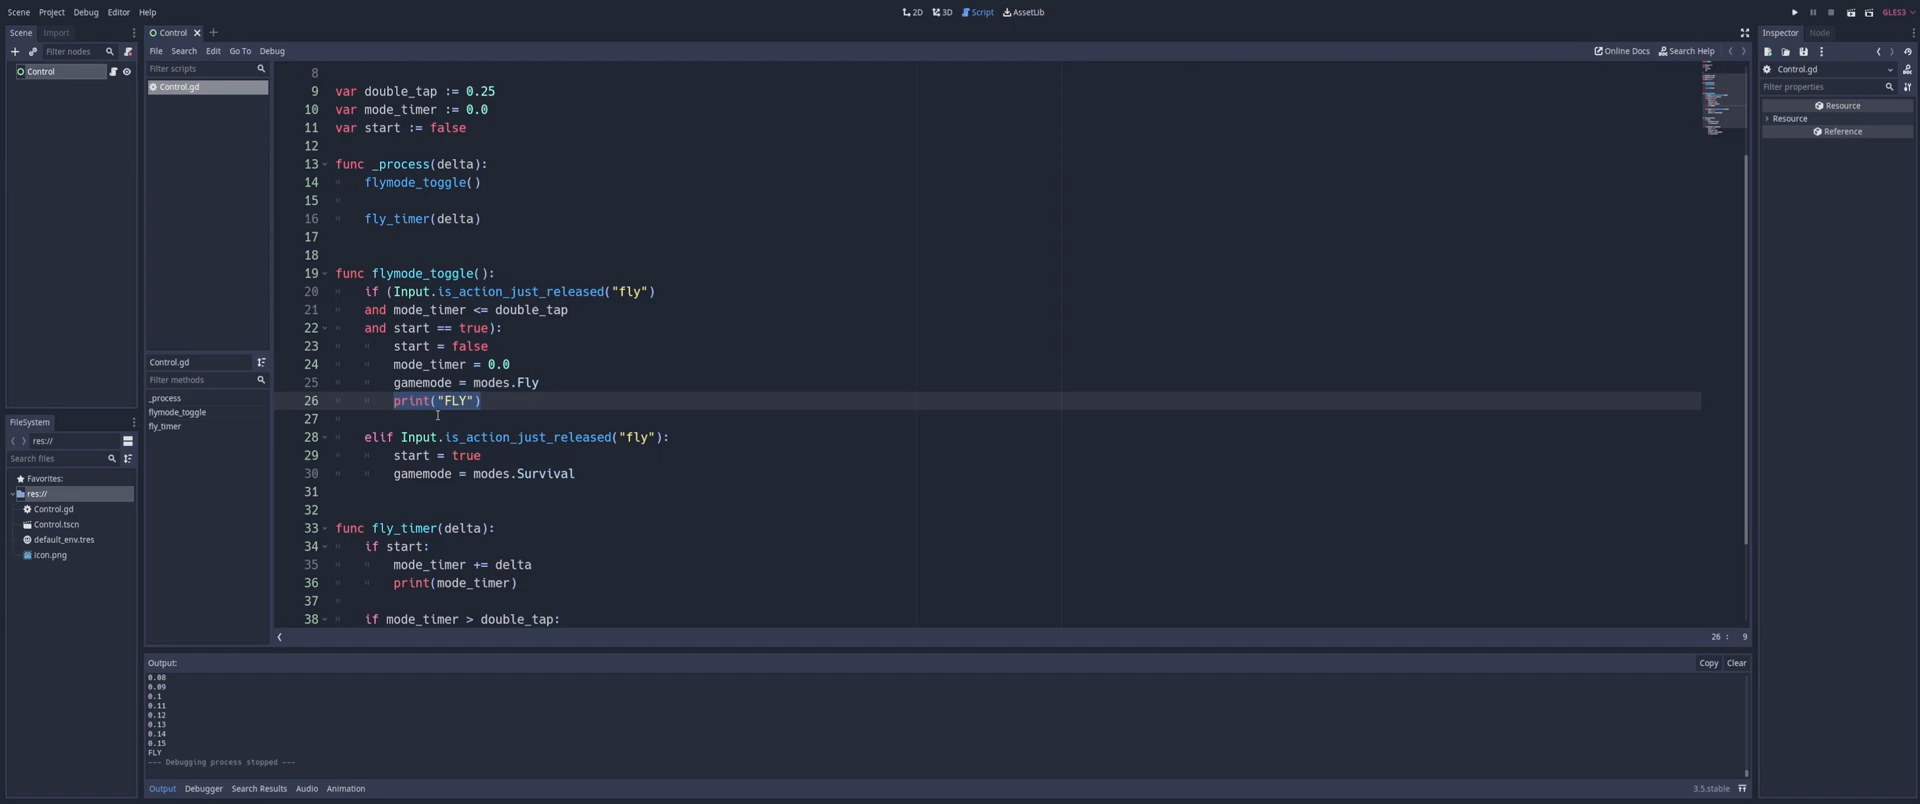 Scene Project Debug Editor Help
2D 3D Script AssetLib
GLES3
Scene Import
Filter nodes
Control
Control
File Search Edit Go To Debug
Online Docs Search Help
Filter scripts
Control.gd
8
9 var double_tap := 0.25
10 var mode_timer := 0.0
11 var start := false
12
13 func _process(delta):
14 flymode_toggle()
15
16 fly_timer(delta)
17
18
19 func flymode_toggle():
20 if (Input.is_action_just_released("fly")
21 and mode_timer <= double_tap
22 and start == true):
23 start = false
24 mode_timer = 0.0
25 gamemode = modes.Fly
26 print("FLY")
27
28 elif Input.is_action_just_released("fly"):
29 start = true
30 gamemode = modes.Survival
31
32
33 func fly_timer(delta):
34 if start:
35 mode_timer += delta
36 print(mode_timer)
37
38 if mode_timer > double_tap:
26 : 9
Control.gd
Filter methods
_process
flymode_toggle
fly_timer
FileSystem
res://
Search files
Favorites:
res://
Control.gd
Control.tscn
default_env.tres
icon.png
Output:
Copy Clear
0.08
0.09
0.1
0.11
0.12
0.13
0.14
0.15
FLY
--- Debugging process stopped ---
Output Debugger Search Results Audio Animation
3.5.stable
Inspector Node
Control.gd
Filter properties
Resource
Resource
Reference